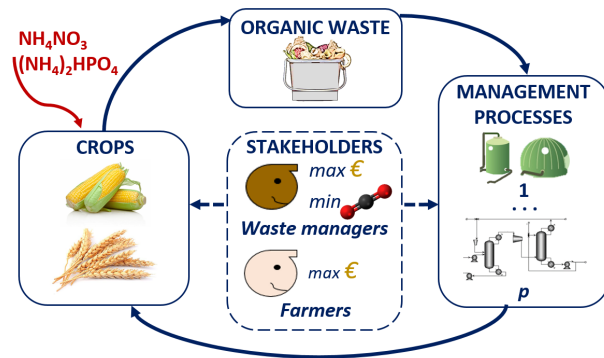 NH₄NO₃
(NH₄)₂HPO₄
ORGANIC WASTE
CROPS
STAKEHOLDERS
max €
min
Waste managers
max €
Farmers
MANAGEMENT
PROCESSES
1
...
p